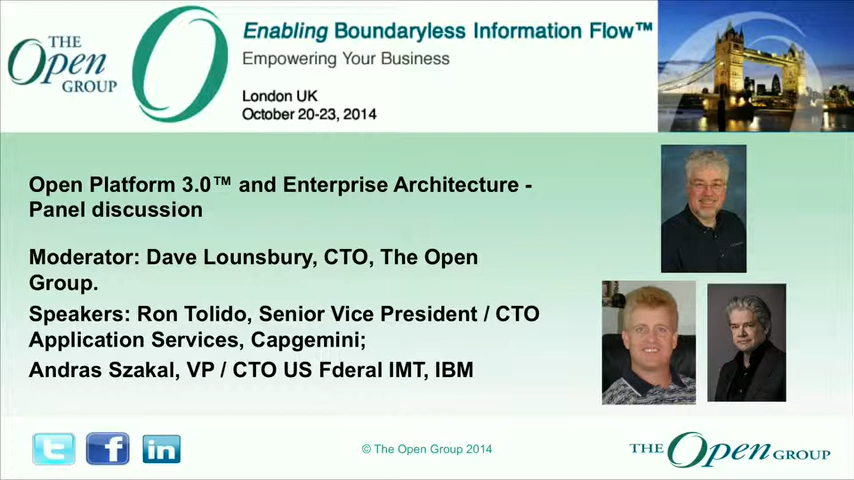 THE
Open
GROUP
Enabling Boundaryless Information Flow™
Empowering Your Business
London UK
October 20-23, 2014
Open Platform 3.0™ and Enterprise Architecture -
Panel discussion
Moderator: Dave Lounsbury, CTO, The Open
Group.
Speakers: Ron Tolido, Senior Vice President / CTO
Application Services, Capgemini;
Andras Szakal, VP / CTO US Fderal IMT, IBM
© The Open Group 2014
THE Open GROUP